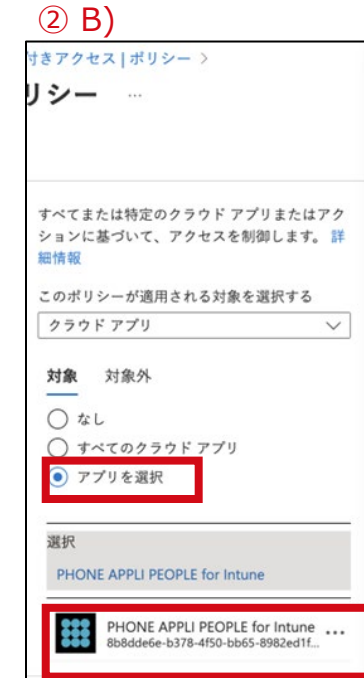 ② B)
付きアクセス | ポリシー >
リシー ...
すべてまたは特定のクラウド アプリまたはアク
ションに基づいて、アクセスを制御します。 詳
細情報
このポリシーが適用される対象を選択する
クラウド アプリ
対象 対象外
なし
すべてのクラウド アプリ
アプリを選択
選択
PHONE APPLI PEOPLE for Intune
PHONE APPLI PEOPLE for Intune ...
8b8dde6e-b378-4f50-bb65-8982ed1f...